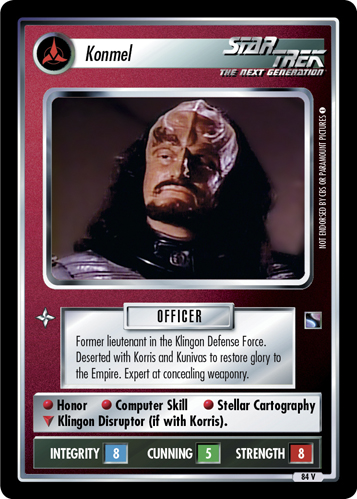 Konmel
STAR TREK
THE NEXT GENERATION
NOT ENDORSED BY CBS OR PARAMOUNT PICTURES
OFFICER
Former lieutenant in the Klingon Defense Force.
Deserted with Korris and Kunivas to restore glory to
the Empire. Expert at concealing weaponry.
Honor Computer Skill Stellar Cartography
Klingon Disruptor (if with Korris).
INTEGRITY 8 CUNNING 5 STRENGTH 8
84 V